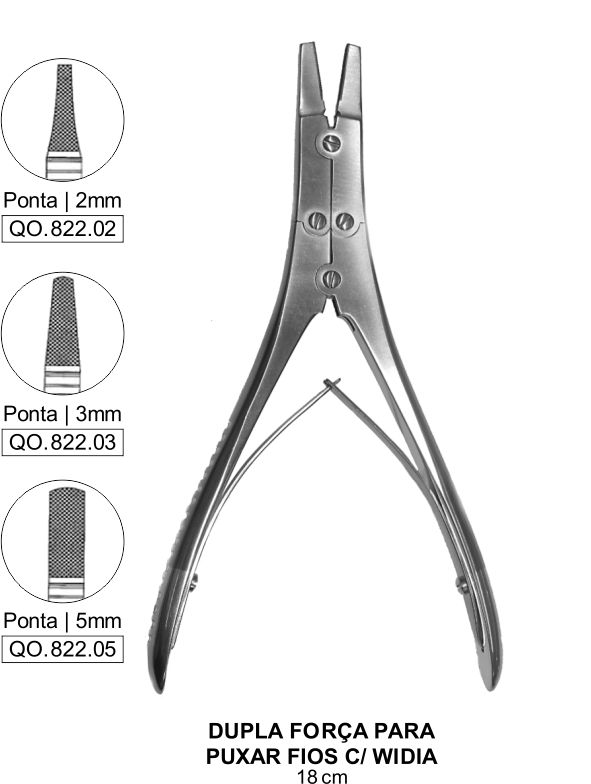 Ponta | 2mm
QO.822.02
Ponta | 3mm
QO.822.03
Ponta | 5mm
QO.822.05
DUPLA FORÇA PARA
PUXAR FIOS C/ WIDIA
18 cm